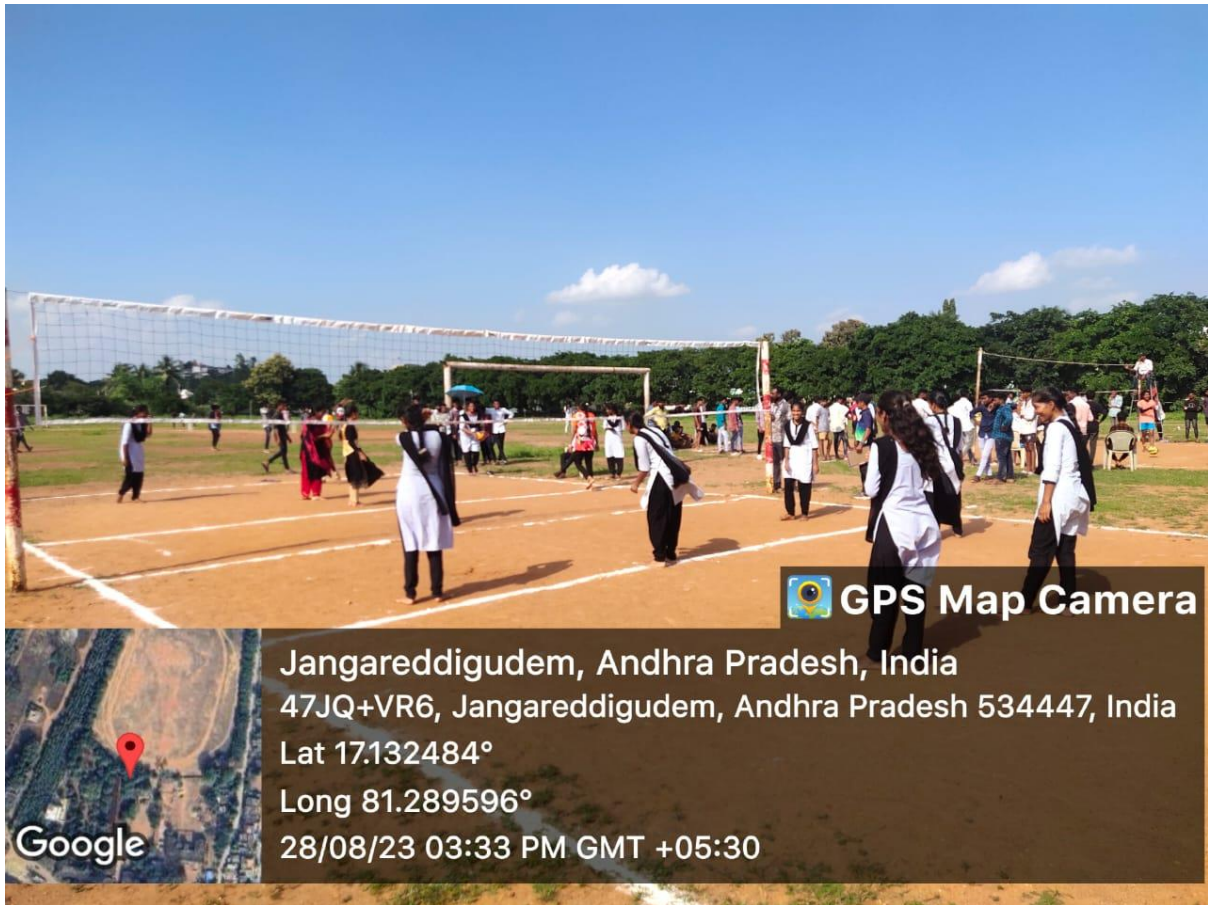 GPS Map Camera
Jangareddigudem, Andhra Pradesh, India
47JQ+VR6, Jangareddigudem, Andhra Pradesh 534447, India
Lat 17.132484°
Long 81.289596°
28/08/23 03:33 PM GMT +05:30
Google